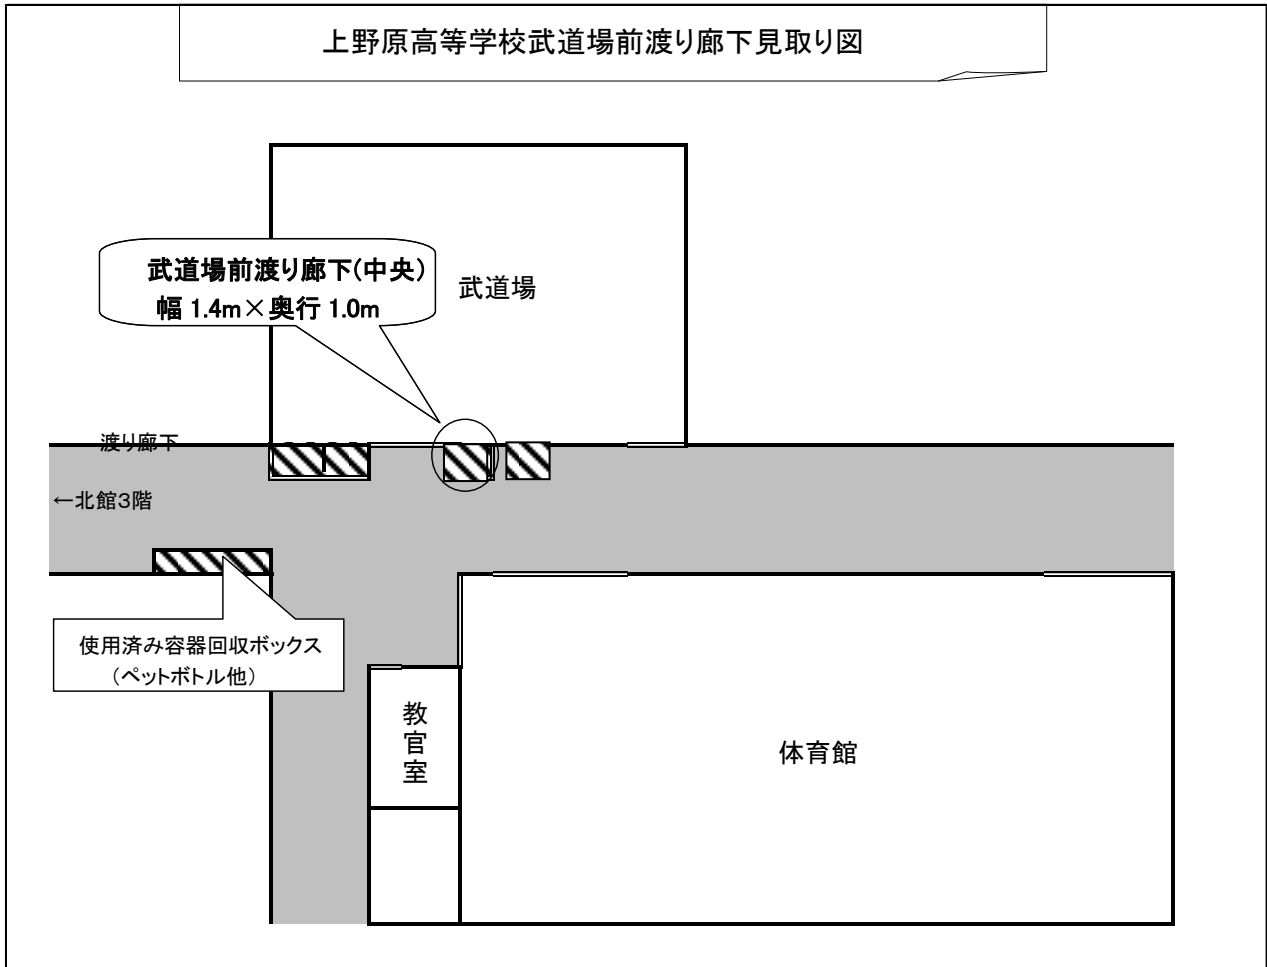 上野原高等学校武道場前渡り廊下見取り図
武道場前渡り廊下(中央)
幅 1.4m×奥行 1.0m
武道場
渡り廊下
←北館3階
使用済み容器回収ボックス
(ペットボトル他)
教
官
室
体育館